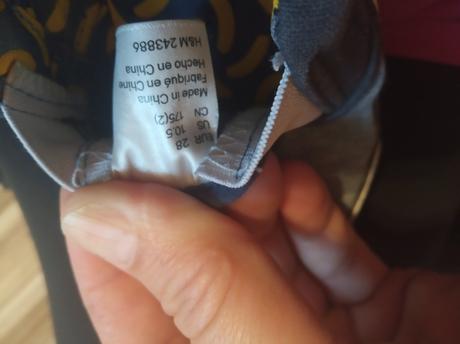 EUR 28
US 10.5
CN 175(2)
Made in China
Fabriqué en Chine
Hecho en China
H&M 243886